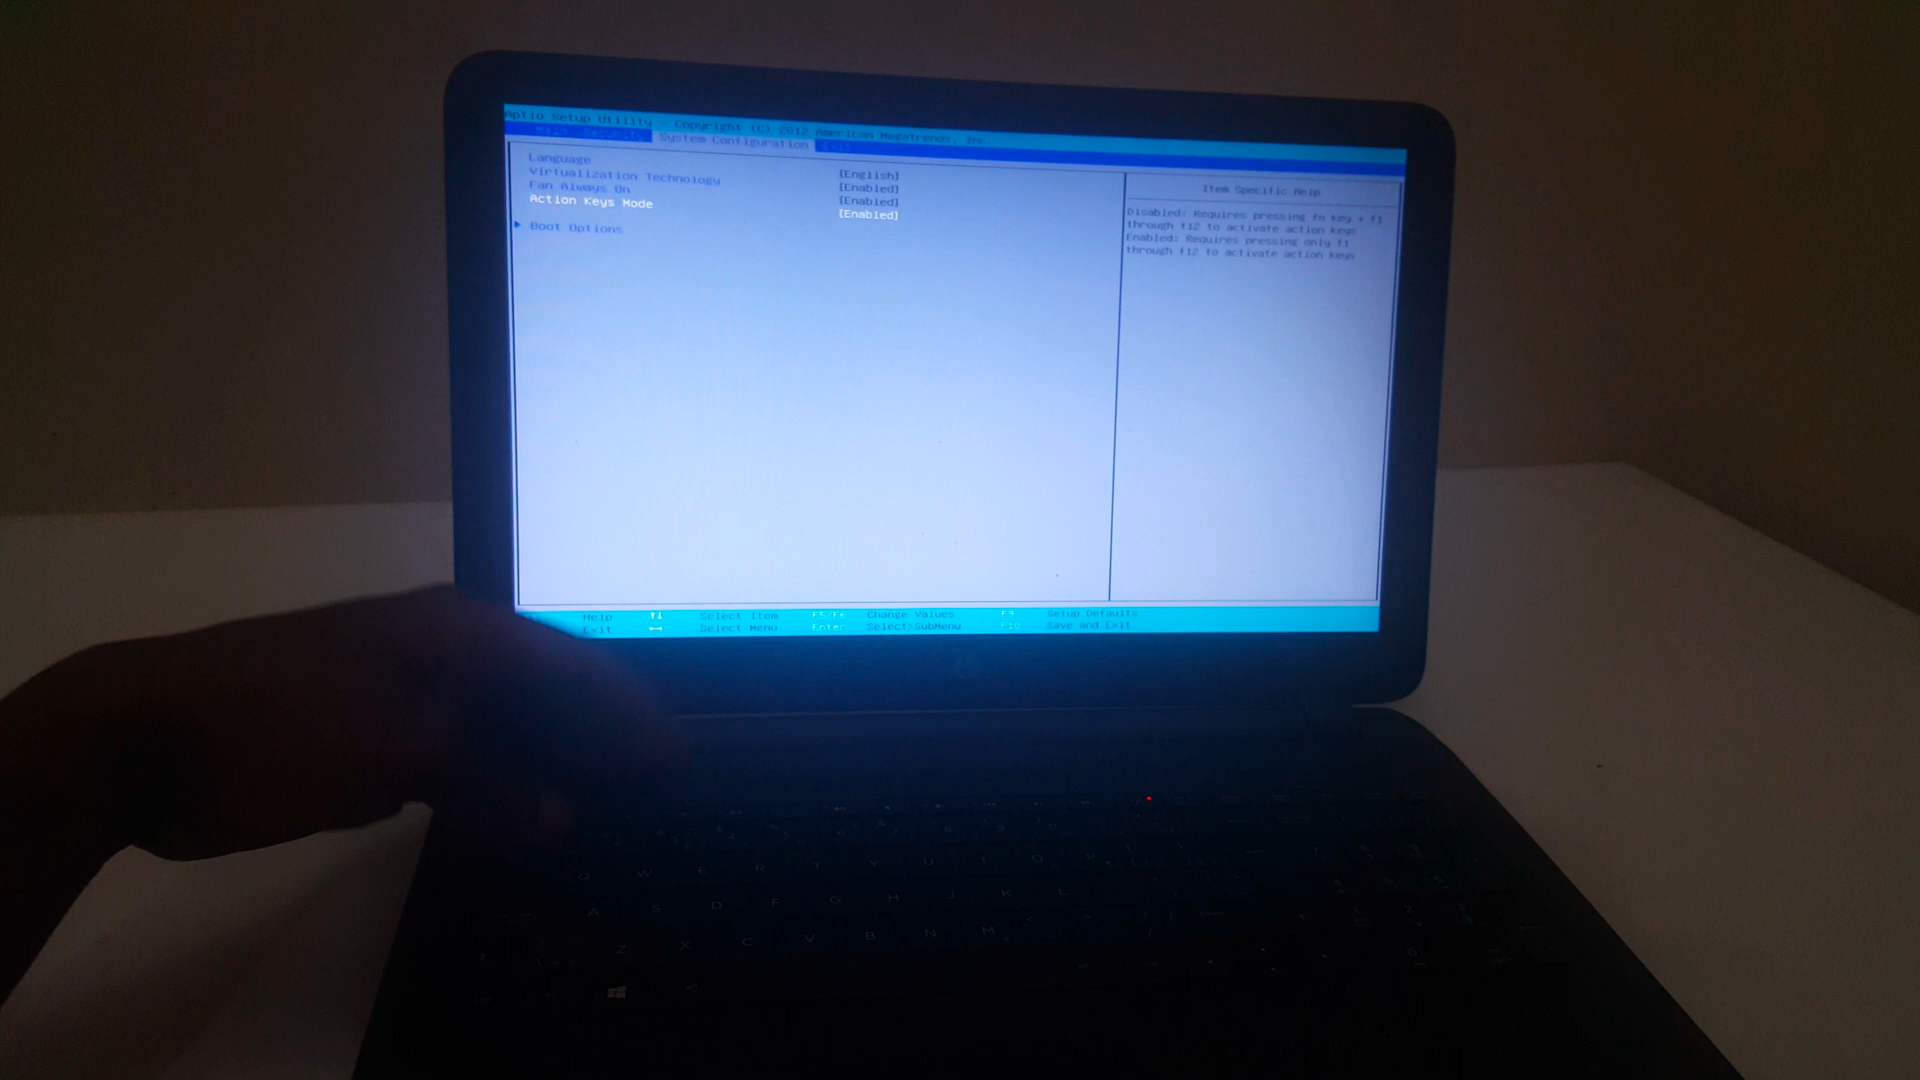 Aptio Setup Utility - Copyright (C) 2012 American Megatrends, Inc.
Main Security System Configuration Exit
Language [English]
Virtualization Technology [Enabled]
Fan Always On [Enabled]
Action Keys Mode [Enabled]
Boot Options
Item Specific Help
Disabled: Requires pressing fn key + f1
through f12 to activate action keys
Enabled: Requires pressing only f1
through f12 to activate action keys
Help ↑↓ Select Item F5/F6 Change Values F9 Setup Defaults
Exit ↔ Select Menu Enter Select>SubMenu F10 Save and Exit
Q W E R T Y U I O P
A S D F G H J K L
Z X C V B N M